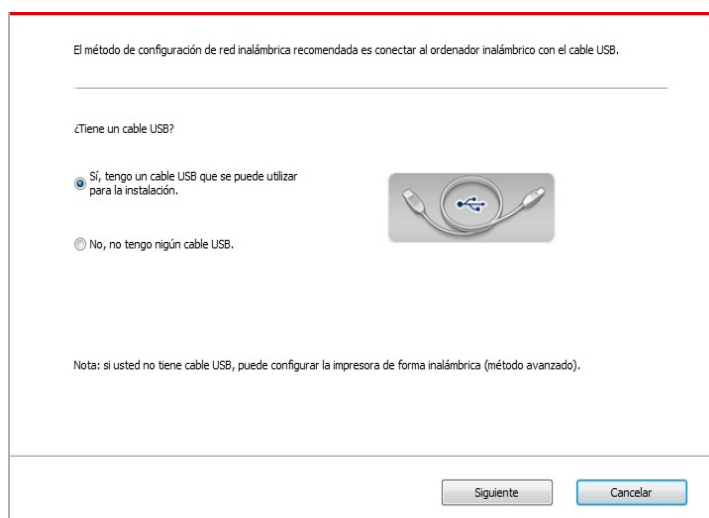 El método de configuración de red inalámbrica recomendada es conectar al ordenador inalámbrico con el cable USB.
¿Tiene un cable USB?
Sí, tengo un cable USB que se puede utilizar
para la instalación.
No, no tengo nigún cable USB.
Nota: si usted no tiene cable USB, puede configurar la impresora de forma inalámbrica (método avanzado).
Siguiente
Cancelar